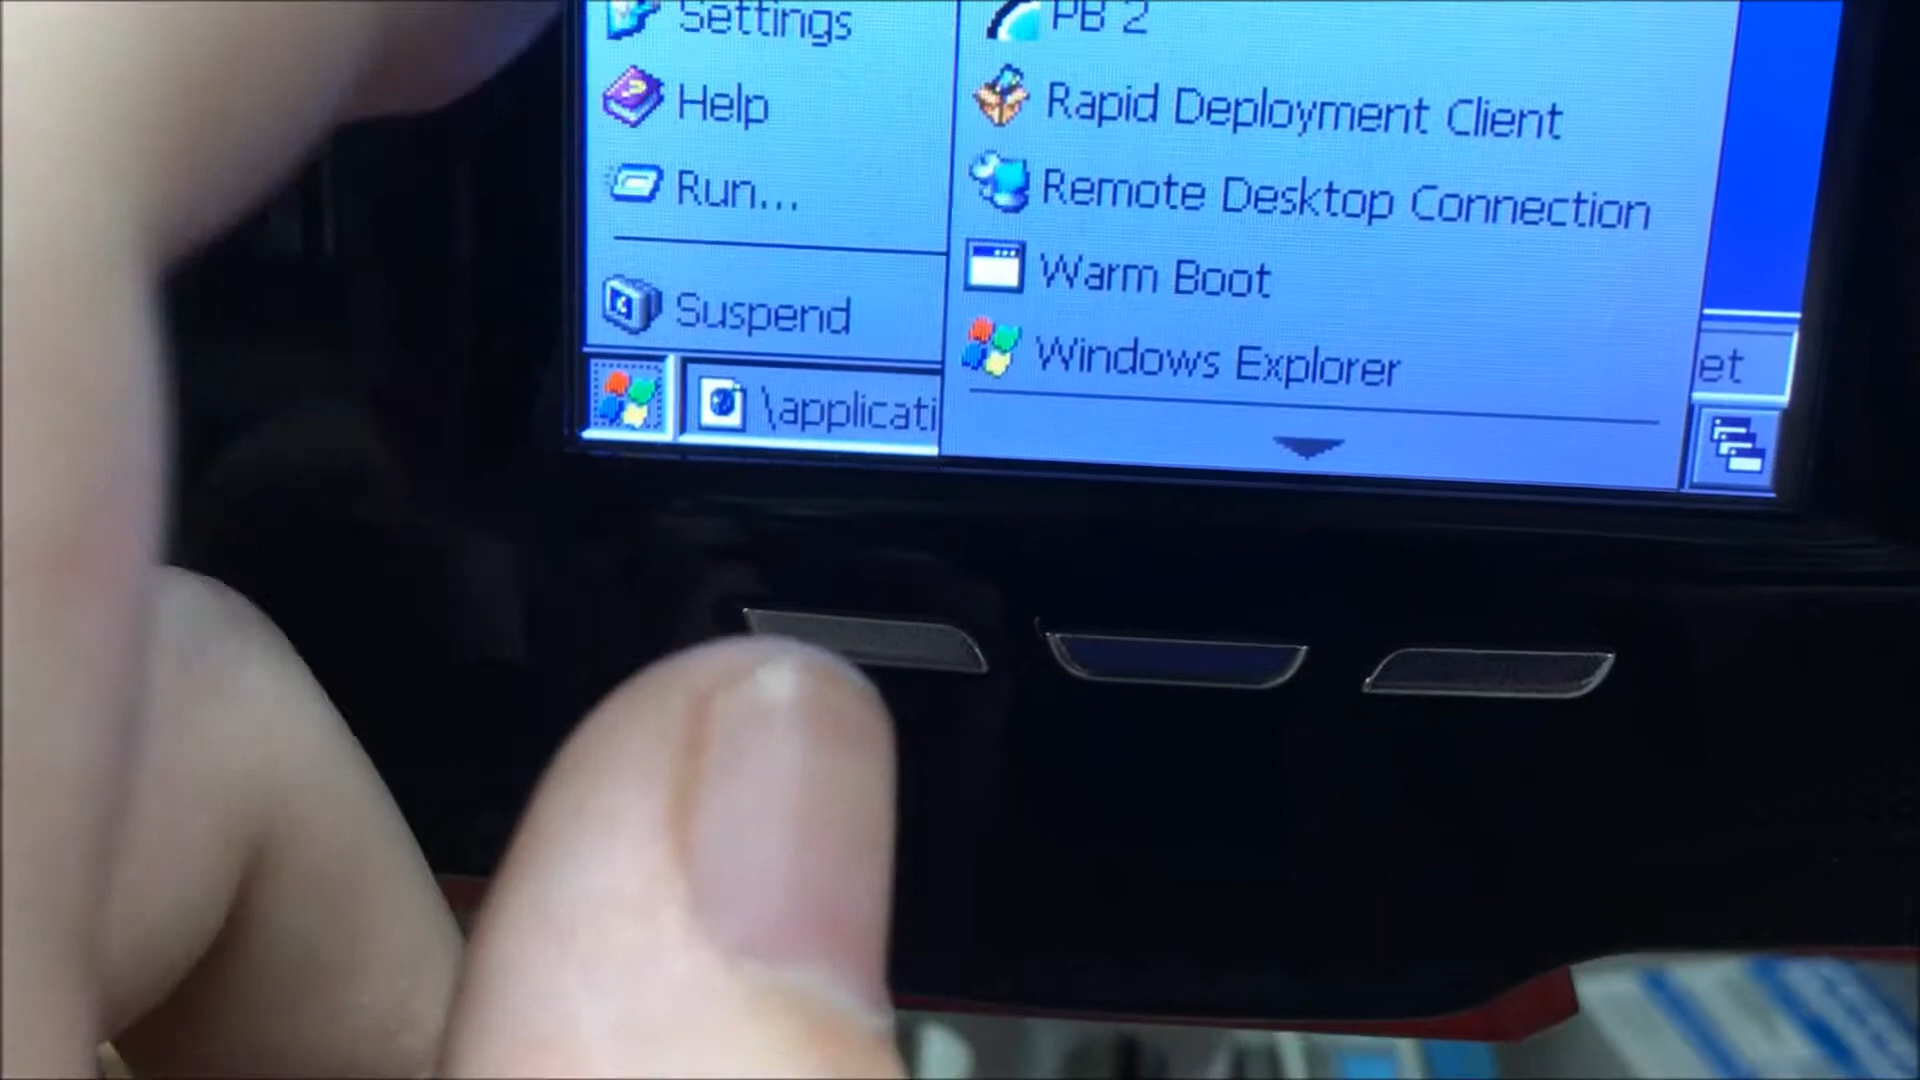 Settings
Help
Run...
Suspend
\applicati
PB 2
Rapid Deployment Client
Remote Desktop Connection
Warm Boot
Windows Explorer
et